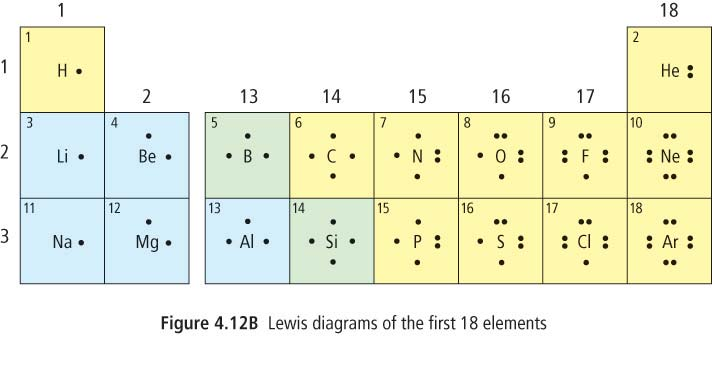 1 18
1 2
1 H He
2 13 14 15 16 17
3 4 5 6 7 8 9 10
2 Li Be B C N O F Ne
11 12 13 14 15 16 17 18
3 Na Mg Al Si P S Cl Ar
Figure 4.12B Lewis diagrams of the first 18 elements